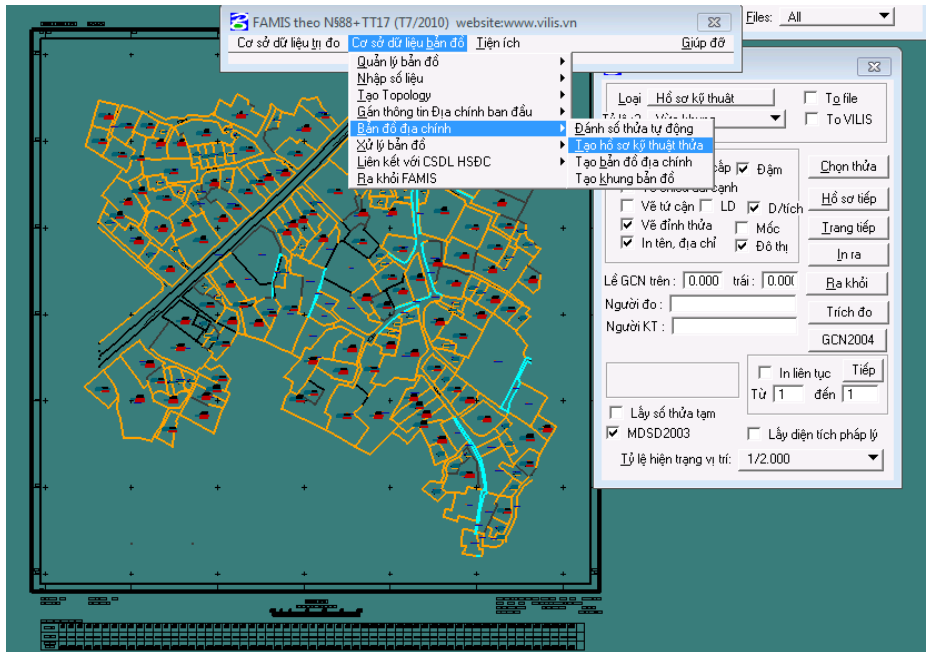 FAMIS theo N§88+TT17 (T7/2010) website:www.vilis.vn
Files: All
Cơ sở dữ liệu trị đo Cơ sở dữ liệu bản đồ Tiện ích Giúp đỡ
Quản lý bản đồ
Nhập số liệu
Tạo Topology
Gán thông tin Địa chính ban đầu
Bản đồ địa chính
Xử lý bản đồ
Liên kết với CSDL HSĐC
Ra khỏi FAMIS
Đánh số thửa tự động
Tạo hồ sơ kỹ thuật thửa
Tạo bản đồ địa chính
Tạo khung bản đồ
Loại Hồ sơ kỹ thuật To file
To VILIS
cấp Đậm Chọn thửa
Vẽ tứ cận LD D/tích Hồ sơ tiếp
Vẽ đỉnh thửa Mốc Trang tiếp
In tên, địa chỉ Đô thị In ra
Lề GCN trên : 0.000 trái : 0.00 Ra khỏi
Người đo : Trích đo
Người KT : GCN2004
In liên tục Tiếp
Từ 1 đến 1
Lấy số thửa tạm
MDSD2003 Lấy diện tích pháp lý
Tỷ lệ hiện trạng vị trí: 1/2.000